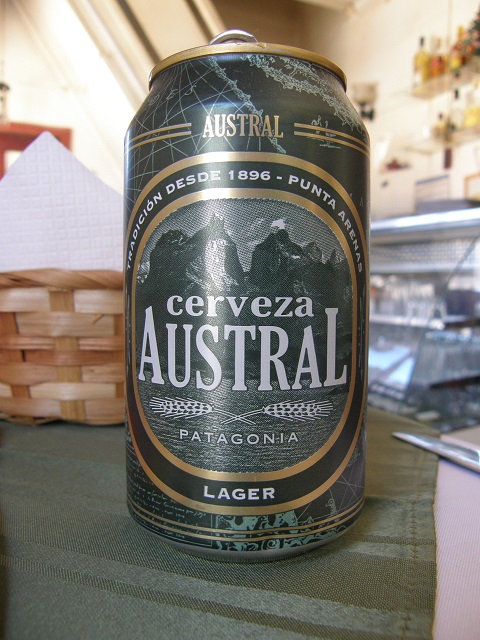 AUSTRAL
TRADICIÓN DESDE 1896 - PUNTA ARENAS
cerveza
AUSTRAL
PATAGONIA
LAGER